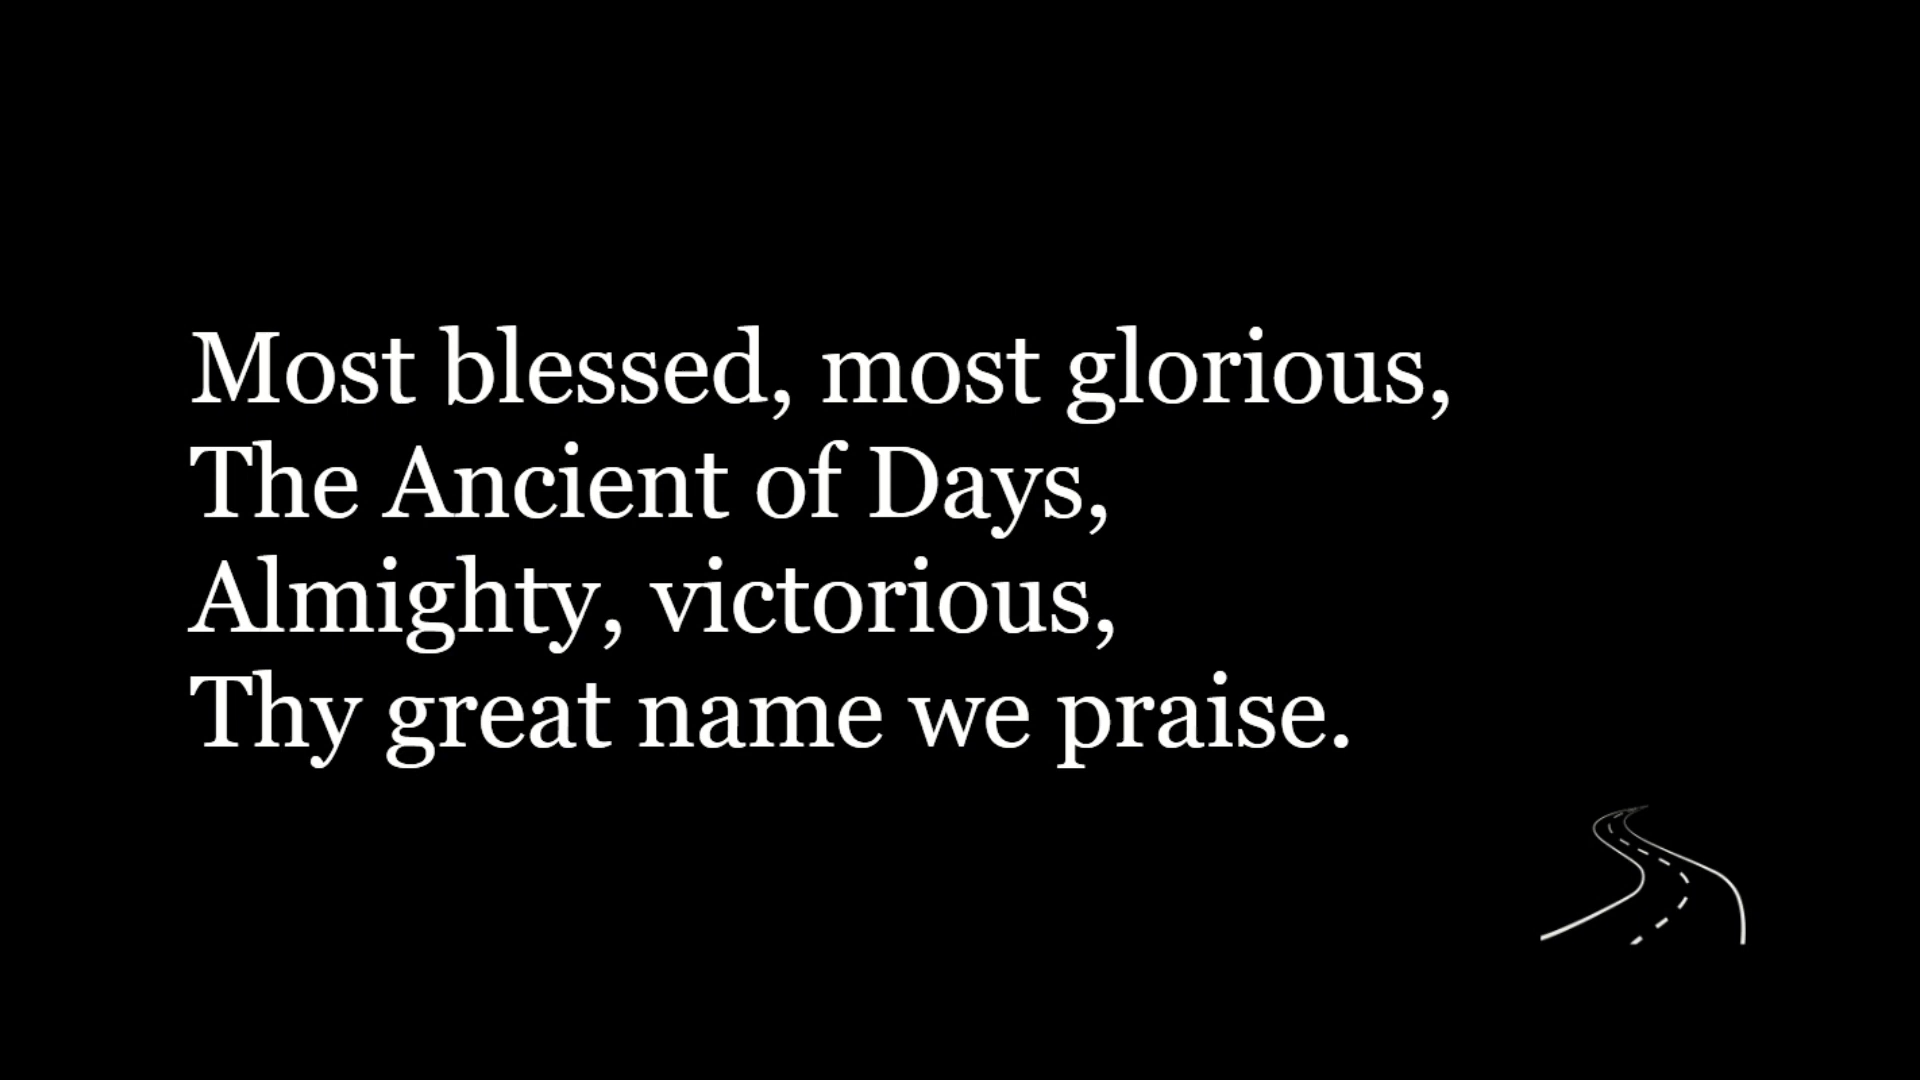 Most blessed, most glorious,
The Ancient of Days,
Almighty, victorious,
Thy great name we praise.